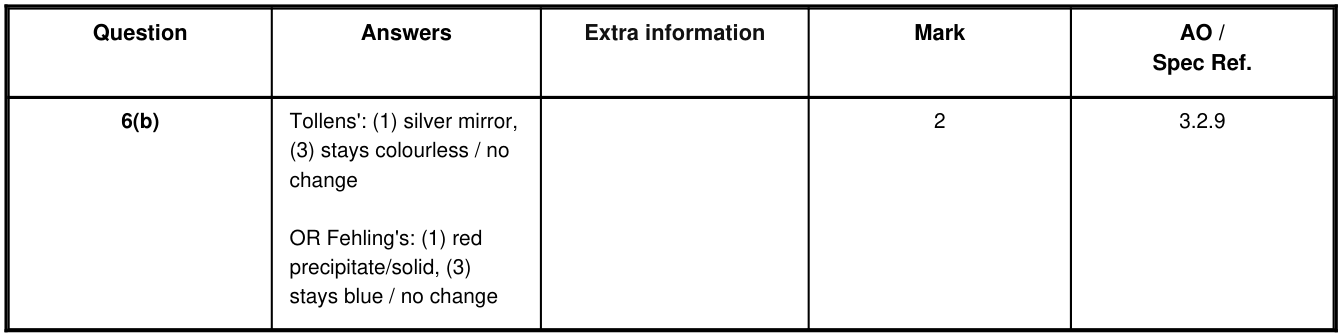 Question Answers Extra information Mark AO /
Spec Ref.
6(b) Tollens': (1) silver mirror, 2 3.2.9
(3) stays colourless / no
change
OR Fehling's: (1) red
precipitate/solid, (3)
stays blue / no change